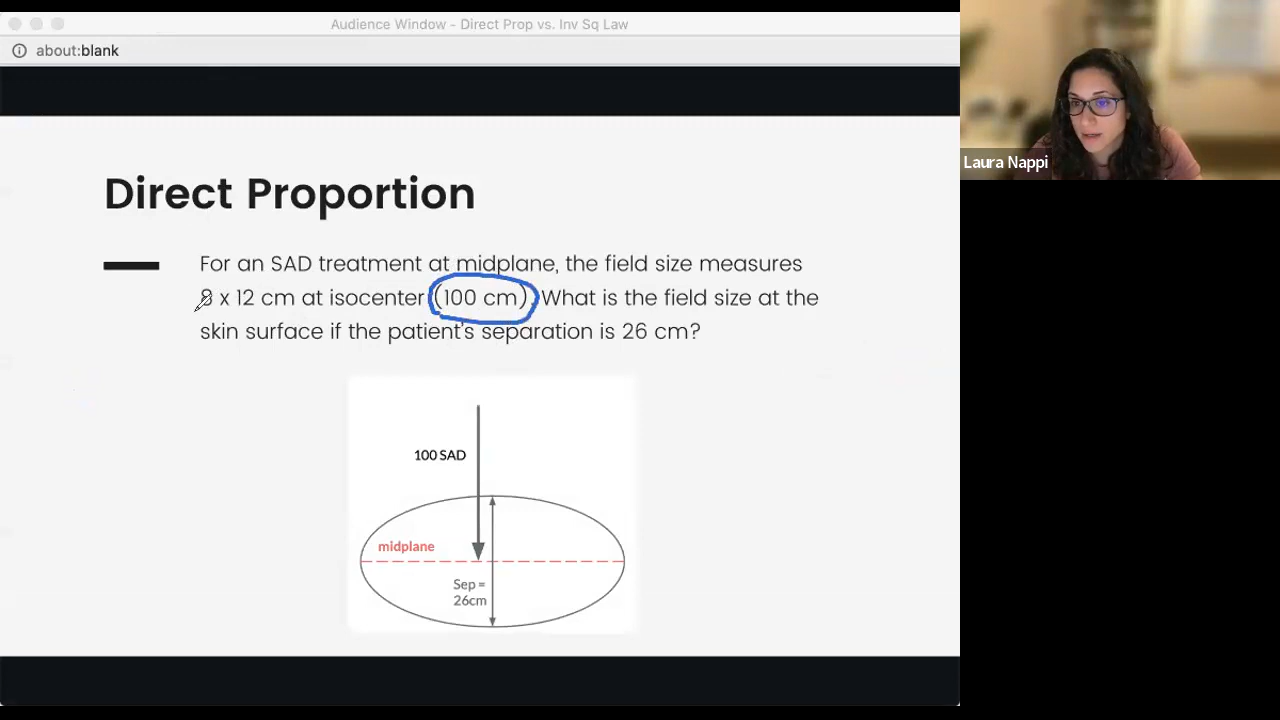 Audience Window - Direct Prop vs. Inv Sq Law
about:blank
Laura Nappi
Direct Proportion
For an SAD treatment at midplane, the field size measures
8 x 12 cm at isocenter (100 cm). What is the field size at the
skin surface if the patient's separation is 26 cm?
100 SAD
midplane
Sep =
26cm